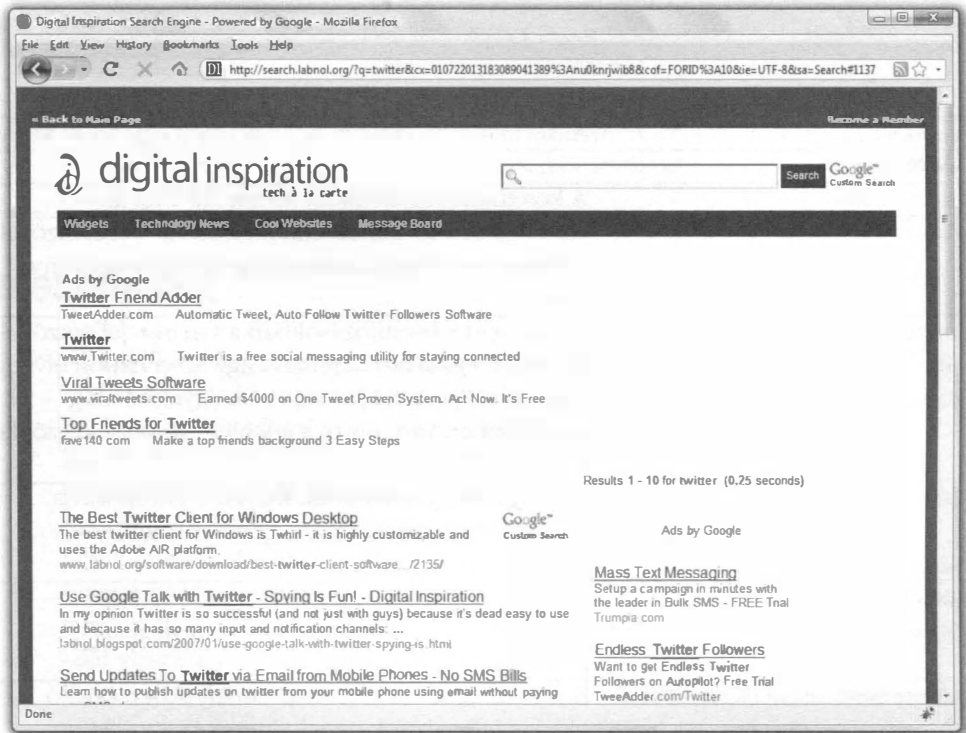 Digital Inspiration Search Engine - Powered by Google - Mozilla Firefox
File Edit View History Bookmarks Tools Help
http://search.labnol.org/?q=twitter&cx=010722013183089041389%3Anu0knrjwib8&cof=FORID%3A10&ie=UTF-8&sa=Search#1137
« Back to Main Page
Become a Member
digital inspiration
tech à la carte
Search
Google™
Custom Search
Widgets Technology News Cool Websites Message Board
Ads by Google
Twitter Friend Adder
TweetAdder.com Automatic Tweet, Auto Follow Twitter Followers Software
Twitter
www.Twitter.com Twitter is a free social messaging utility for staying connected
Viral Tweets Software
www.viraltweets.com Earned $4000 on One Tweet Proven System. Act Now. It's Free
Top Friends for Twitter
fave140.com Make a top friends background 3 Easy Steps
Results 1 - 10 for twitter (0.25 seconds)
The Best Twitter Client for Windows Desktop
The best twitter client for Windows is Twhirl - it is highly customizable and
uses the Adobe AIR platform.
www.labnol.org/software/download/best-twitter-client-software.../2135/
Google™
Custom Search
Use Google Talk with Twitter - Spying Is Fun! - Digital Inspiration
In my opinion Twitter is so successful (and not just with guys) because it's dead easy to use
and because it has so many input and notification channels: ...
labnol.blogspot.com/2007/01/use-google-talk-with-twitter-spying-is.html
Send Updates To Twitter via Email from Mobile Phones - No SMS Bills
Learn how to publish updates on twitter from your mobile phone using email without paying
Ads by Google
Mass Text Messaging
Setup a campaign in minutes with
the leader in Bulk SMS - FREE Trial
Trumpia.com
Endless Twitter Followers
Want to get Endless Twitter
Followers on Autopilot? Free Trial
TweeAdder.com/Twitter
Done